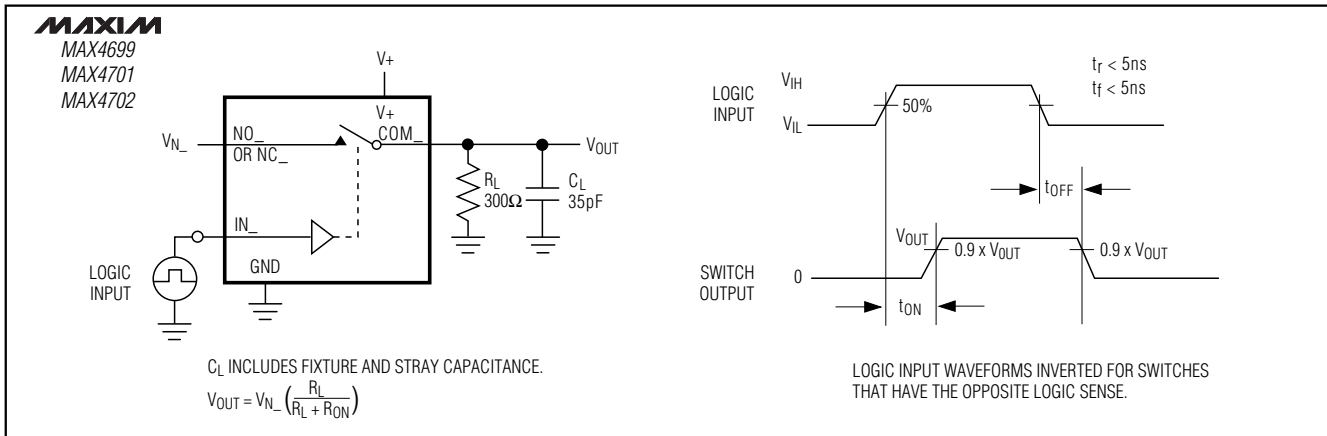 MAXIM
MAX4699
MAX4701
MAX4702
V+
V+
V_N_
NO_
OR NC_
COM_
V_OUT
R_L
300Ω
C_L
35pF
IN_
GND
LOGIC
INPUT
C_L INCLUDES FIXTURE AND STRAY CAPACITANCE.
V_OUT = V_N_ (R_L / R_L + R_ON)
LOGIC
INPUT
V_IH
V_IL
50%
t_r < 5ns
t_f < 5ns
t_OFF
SWITCH
OUTPUT
V_OUT
0
0.9 x V_OUT
0.9 x V_OUT
t_ON
LOGIC INPUT WAVEFORMS INVERTED FOR SWITCHES
THAT HAVE THE OPPOSITE LOGIC SENSE.